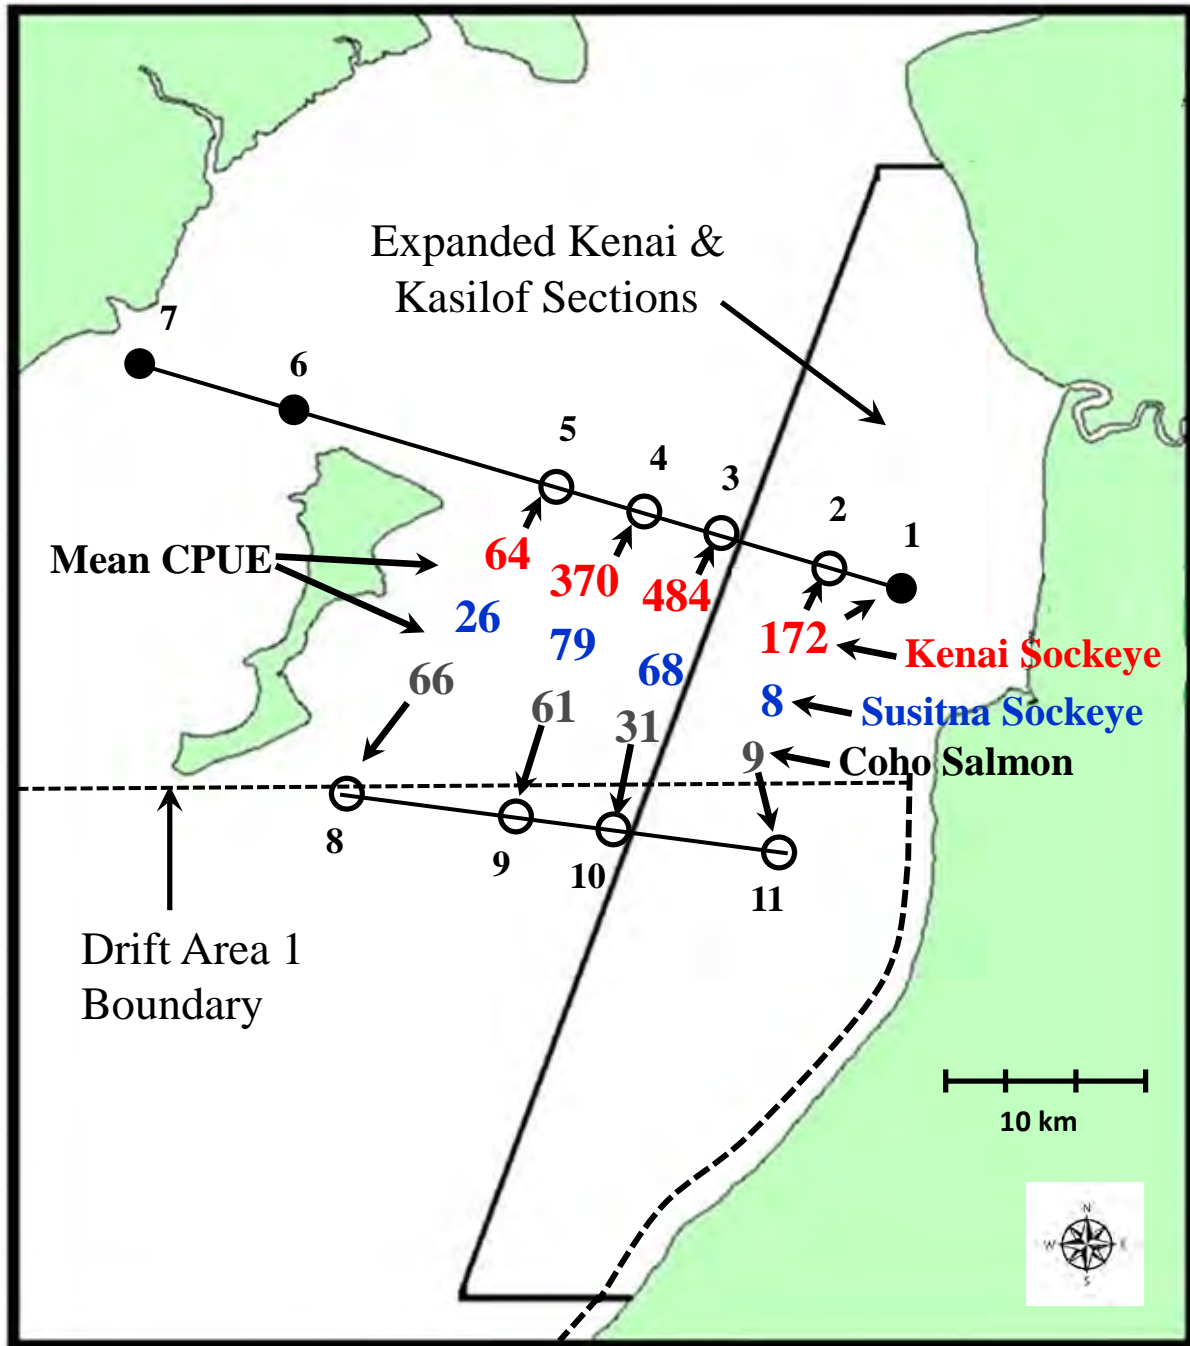 Expanded Kenai &
Kasilof Sections
7
6
5
4
3
2
1
Mean CPUE
64
370
484
172
Kenai Sockeye
26
79
68
8
Susitna Sockeye
66
61
31
9
Coho Salmon
8
9
10
11
Drift Area 1
Boundary
10 km
N
W
E
S